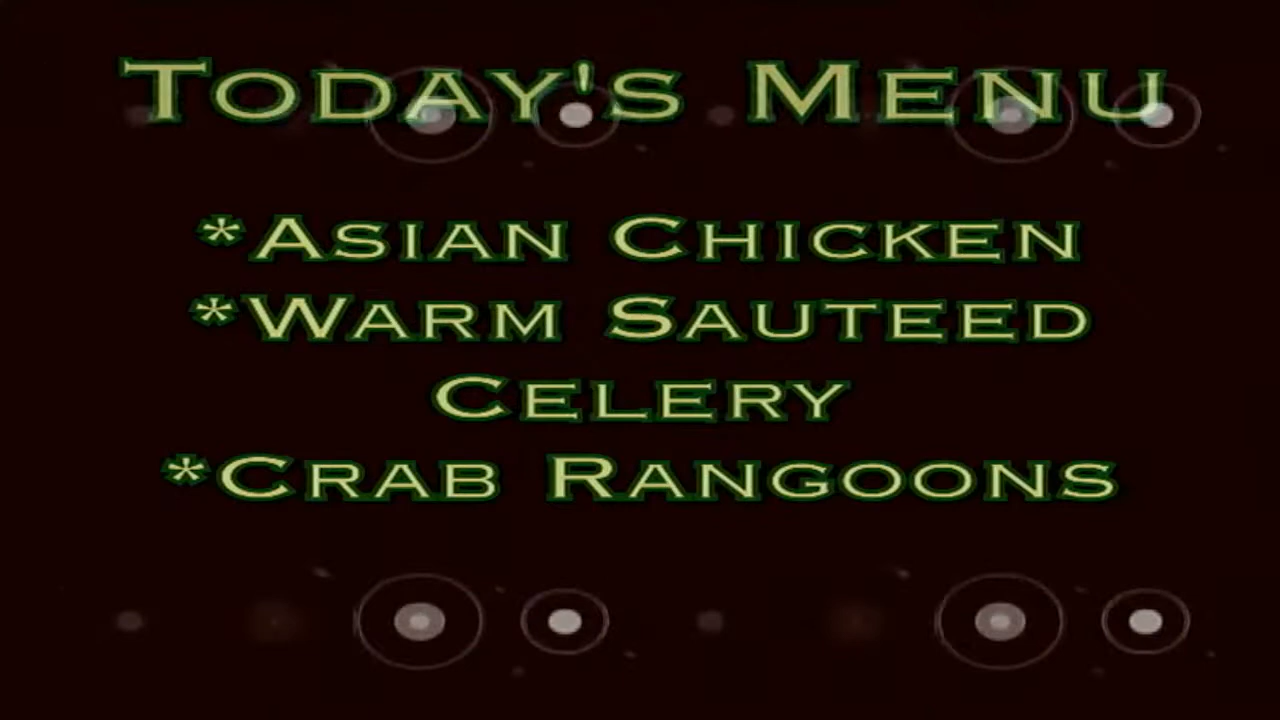 Today's Menu
*Asian Chicken
*Warm Sauteed
Celery
*Crab Rangoons